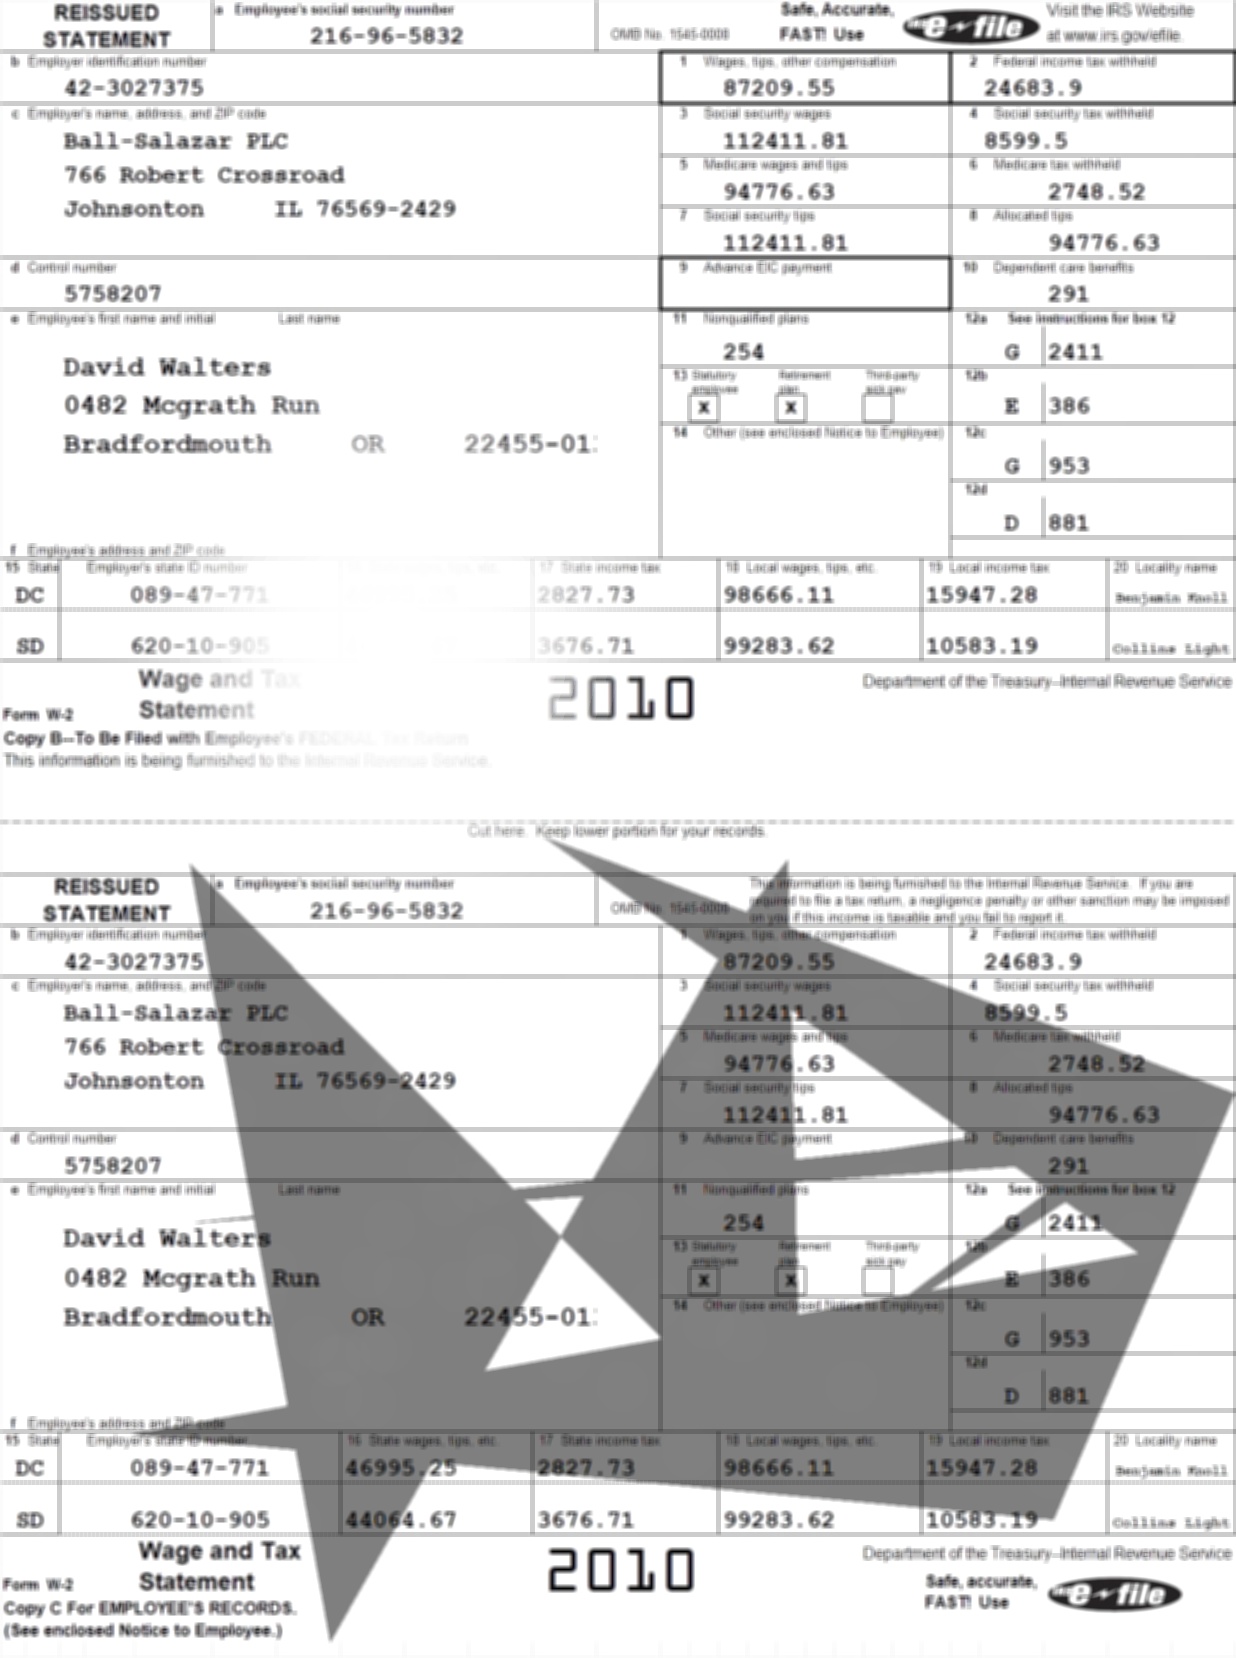 REISSUED STATEMENT
a Employee's social security number
216-96-5832
OMB No. 1545-0008
Safe, Accurate, FAST! Use
e-file
Visit the IRS Website at www.irs.gov/efile.
b Employer identification number
42-3027375
1 Wages, tips, other compensation
87209.55
2 Federal income tax withheld
24683.9
c Employer's name, address, and ZIP code
Ball-Salazar PLC
766 Robert Crossroad
Johnsonton IL 76569-2429
3 Social security wages
112411.81
4 Social security tax withheld
8599.5
5 Medicare wages and tips
94776.63
6 Medicare tax withheld
2748.52
7 Social security tips
112411.81
8 Allocated tips
94776.63
d Control number
5758207
9 Advance EIC payment
10 Dependent care benefits
291
e Employee's first name and initial Last name
David Walters
0482 Mcgrath Run
Bradfordmouth OR 22455-01
11 Nonqualified plans
254
12a See instructions for box 12
G 2411
13 Statutory employee X
Retirement plan X
Third-party sick pay
12b
E 386
14 Other (see enclosed Notice to Employee)
12c
G 953
12d
D 881
f Employee's address and ZIP code
15 State Employer's state ID number 17 State income tax 18 Local wages, tips, etc. 19 Local income tax 20 Locality name
DC 089-47-771 2827.73 98666.11 15947.28 Benjamin Knoll
SD 620-10-905 3676.71 99283.62 10583.19 Collins Light
Form W-2
Wage and Tax Statement
2010
Department of the Treasury--Internal Revenue Service
Copy B--To Be Filed with Employee's FEDERAL Tax Return
This information is being furnished to the Internal Revenue Service.
Cut here. Keep lower portion for your records.
REISSUED STATEMENT
a Employee's social security number
216-96-5832
OMB No. 1545-0008
This information is being furnished to the Internal Revenue Service. If you are
required to file a tax return, a negligence penalty or other sanction may be imposed
on you if this income is taxable and you fail to report it.
b Employer identification number
42-3027375
1 Wages, tips, other compensation
87209.55
2 Federal income tax withheld
24683.9
c Employer's name, address, and ZIP code
Ball-Salazar PLC
766 Robert Crossroad
Johnsonton IL 76569-2429
3 Social security wages
112411.81
4 Social security tax withheld
8599.5
5 Medicare wages and tips
94776.63
6 Medicare tax withheld
2748.52
7 Social security tips
112411.81
8 Allocated tips
94776.63
d Control number
5758207
9 Advance EIC payment
10 Dependent care benefits
291
e Employee's first name and initial Last name
David Walters
0482 Mcgrath Run
Bradfordmouth OR 22455-01
11 Nonqualified plans
254
12a See instructions for box 12
G 2411
13 Statutory employee X
Retirement plan X
Third-party sick pay
12b
E 386
14 Other (see enclosed Notice to Employee)
12c
G 953
12d
D 881
f Employee's address and ZIP code
15 State Employer's state ID number 16 State wages, tips, etc. 17 State income tax 18 Local wages, tips, etc. 19 Local income tax 20 Locality name
DC 089-47-771 46995.25 2827.73 98666.11 15947.28 Benjamin Knoll
SD 620-10-905 44064.67 3676.71 99283.62 10583.19 Collins Light
Form W-2
Wage and Tax Statement
2010
Department of the Treasury--Internal Revenue Service
Copy C For EMPLOYEE'S RECORDS.
(See enclosed Notice to Employee.)
Safe, accurate, FAST! Use
e-file